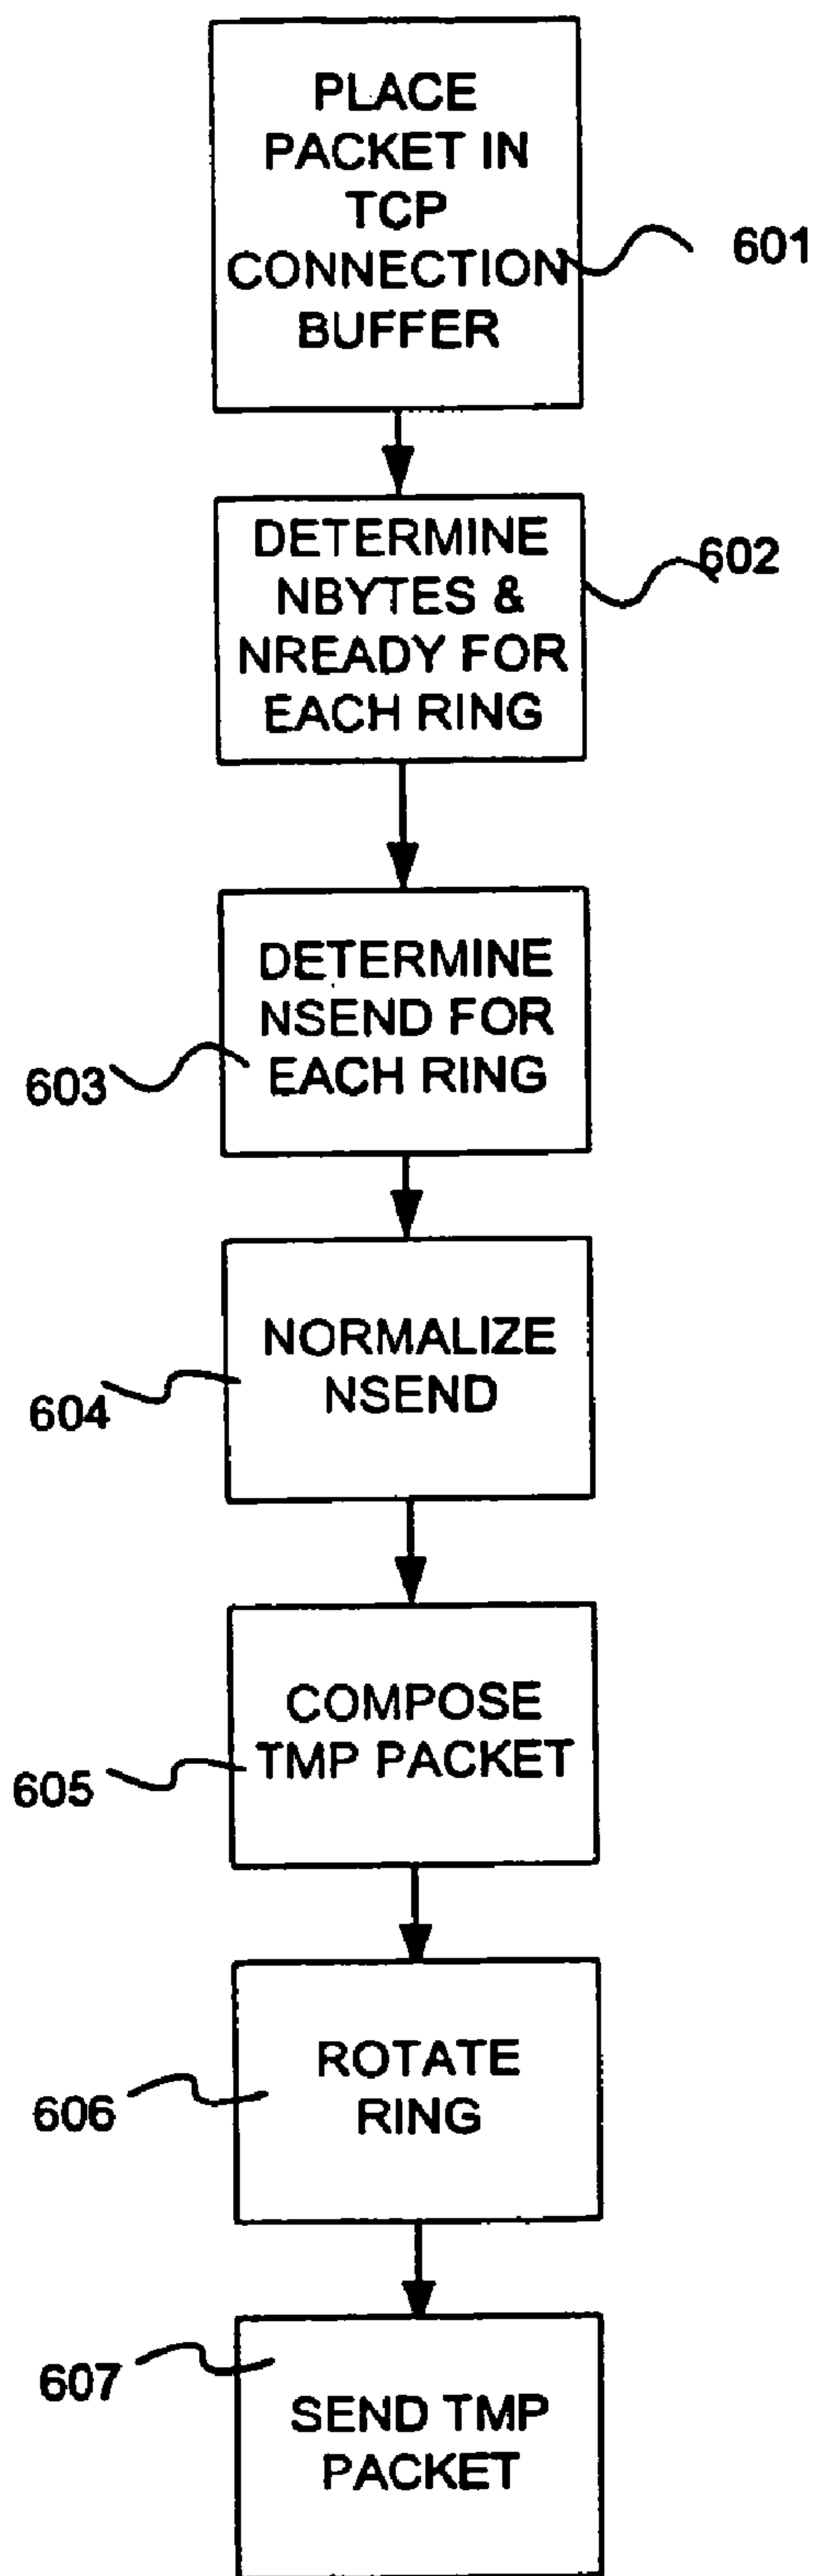 PLACE
PACKET IN
TCP
CONNECTION
BUFFER
601
DETERMINE
NBYTES &
NREADY FOR
EACH RING
602
DETERMINE
NSEND FOR
EACH RING
603
NORMALIZE
NSEND
604
COMPOSE
TMP PACKET
605
ROTATE
RING
606
SEND TMP
PACKET
607